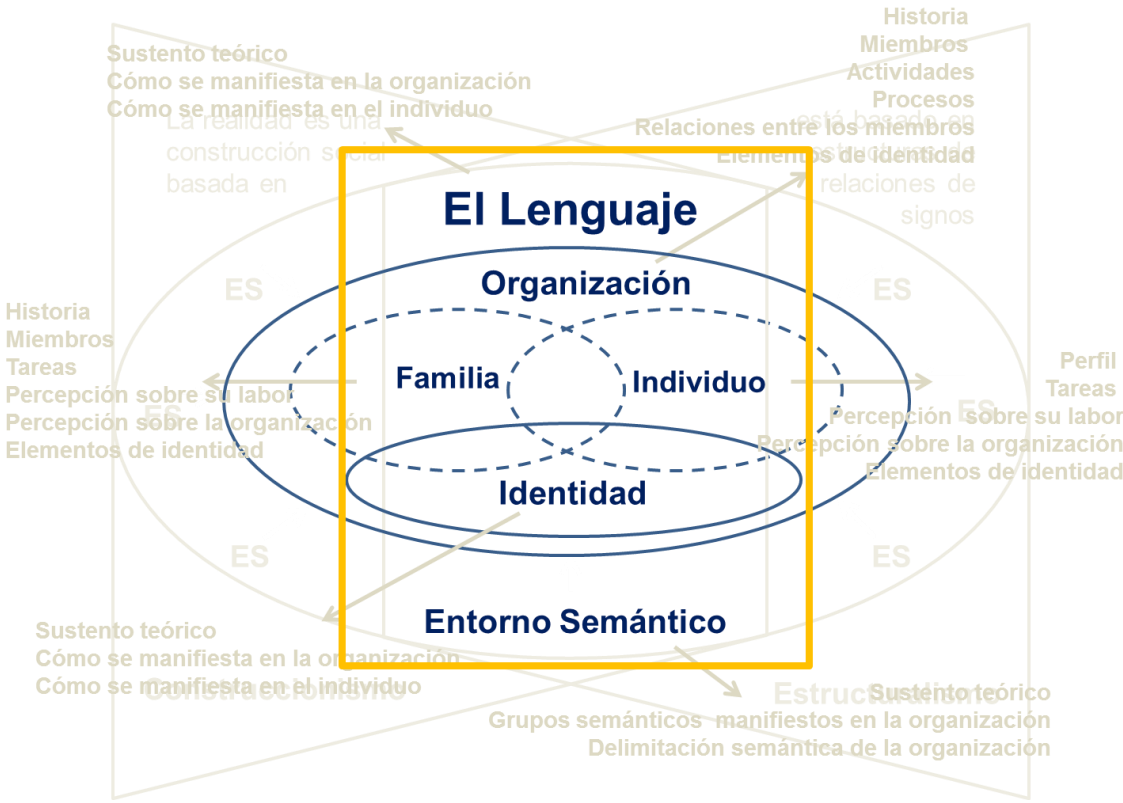 Historia
Miembros
Actividades
Procesos
Relaciones entre los miembros
Elementos de identidad
Sustento teórico
Cómo se manifiesta en la organización
Cómo se manifiesta en el individuo
La realidad es una
construcción social
basada en
está basado en
estructuras de
relaciones de
signos
El Lenguaje
Organización
ES
ES
Historia
Miembros
Tareas
Percepción sobre su labor
Percepción sobre la organización
Elementos de identidad
ES
Familia
Individuo
Perfil
Tareas
Percepción sobre su labor
Percepción sobre la organización
Elementos de identidad
ES
Identidad
ES
ES
Entorno Semántico
Sustento teórico
Cómo se manifiesta en la organización
Cómo se manifiesta en el individuo
Construccionismo
Estructuralismo
Sustento teórico
Grupos semánticos manifiestos en la organización
Delimitación semántica de la organización